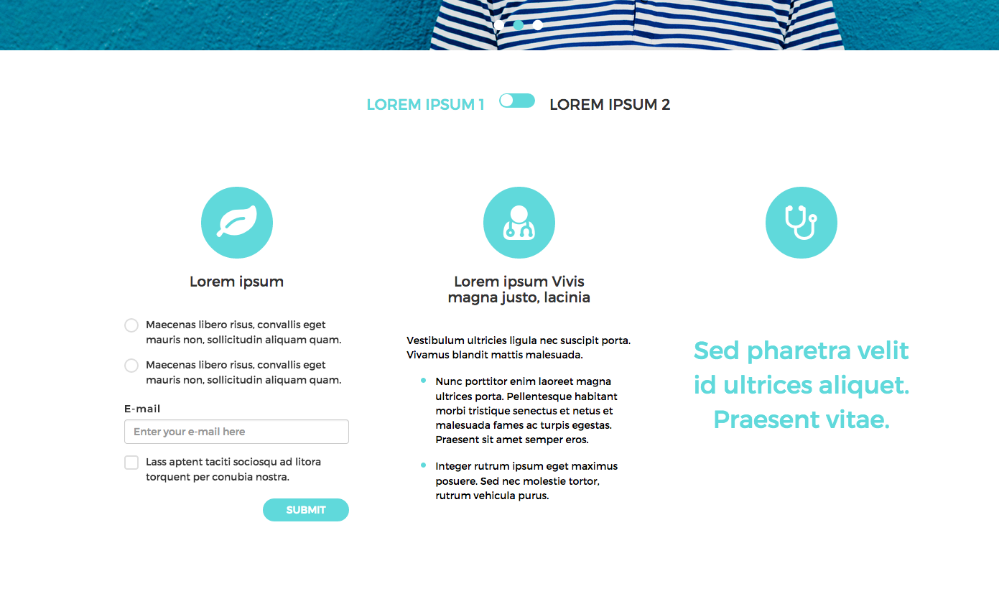 LOREM IPSUM 1
LOREM IPSUM 2
Lorem ipsum
Maecenas libero risus, convallis eget
mauris non, sollicitudin aliquam quam.
Maecenas libero risus, convallis eget
mauris non, sollicitudin aliquam quam.
E-mail
Enter your e-mail here
Lass aptent taciti sociosqu ad litora
torquent per conubia nostra.
SUBMIT
Lorem ipsum Vivis
magna justo, lacinia
Vestibulum ultricies ligula nec suscipit porta.
Vivamus blandit mattis malesuada.
Nunc porttitor enim laoreet magna
ultrices porta. Pellentesque habitant
morbi tristique senectus et netus et
malesuada fames ac turpis egestas.
Praesent sit amet semper eros.
Integer rutrum ipsum eget maximus
posuere. Sed nec molestie tortor,
rutrum vehicula purus.
Sed pharetra velit
id ultrices aliquet.
Praesent vitae.